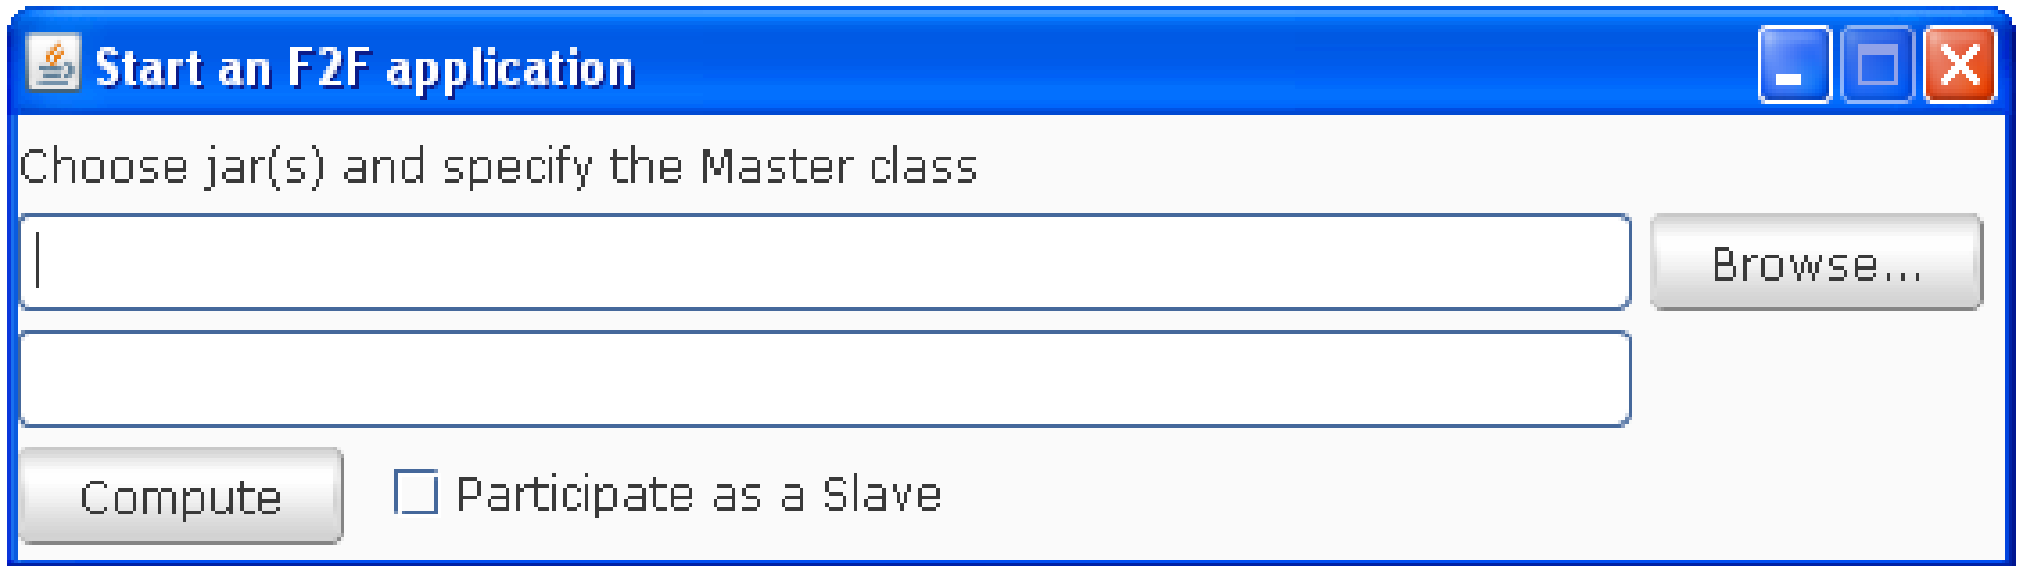 Start an F2F application
Choose jar(s) and specify the Master class
Browse...
Compute
Participate as a Slave